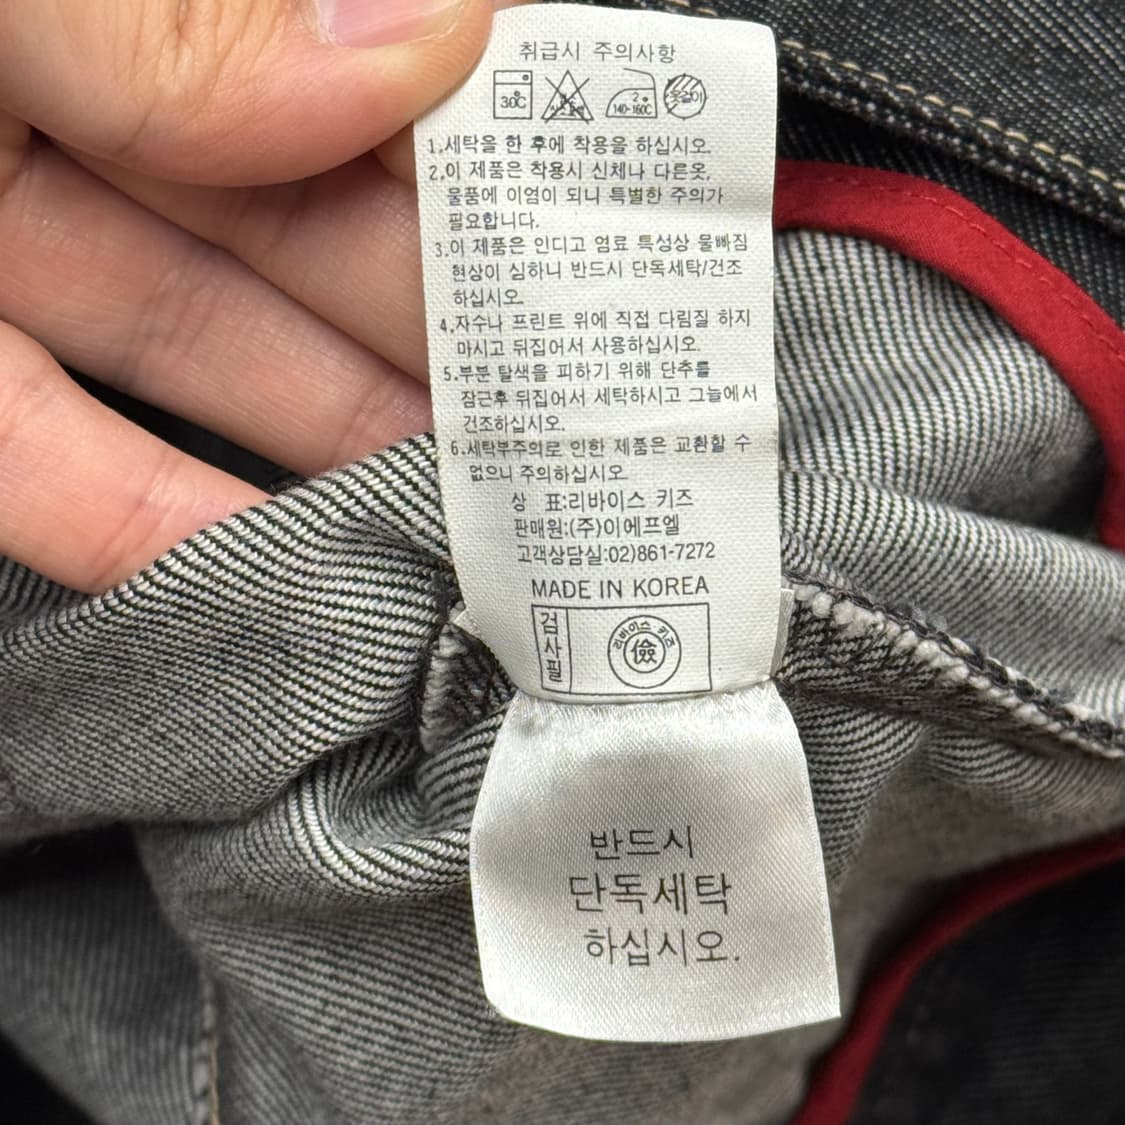 취급시 주의사항
30C 2 140-160C 옷걸이
1.세탁을 한 후에 착용을 하십시오.
2.이 제품은 착용시 신체나 다른옷,
물품에 이염이 되니 특별한 주의가
필요합니다.
3.이 제품은 인디고 염료 특성상 물빠짐
현상이 심하니 반드시 단독세탁/건조
하십시오.
4.자수나 프린트 위에 직접 다림질 하지
마시고 뒤집어서 사용하십시오.
5.부분 탈색을 피하기 위해 단추를
잠근후 뒤집어서 세탁하시고 그늘에서
건조하십시오.
6.세탁부주의로 인한 제품은 교환할 수
없으니 주의하십시오.
상 표:리바이스 키즈
판매원:(주)이에프엘
고객상담실:02)861-7272
MADE IN KOREA
검사필
리바이스 키즈
儉
반드시
단독세탁
하십시오.